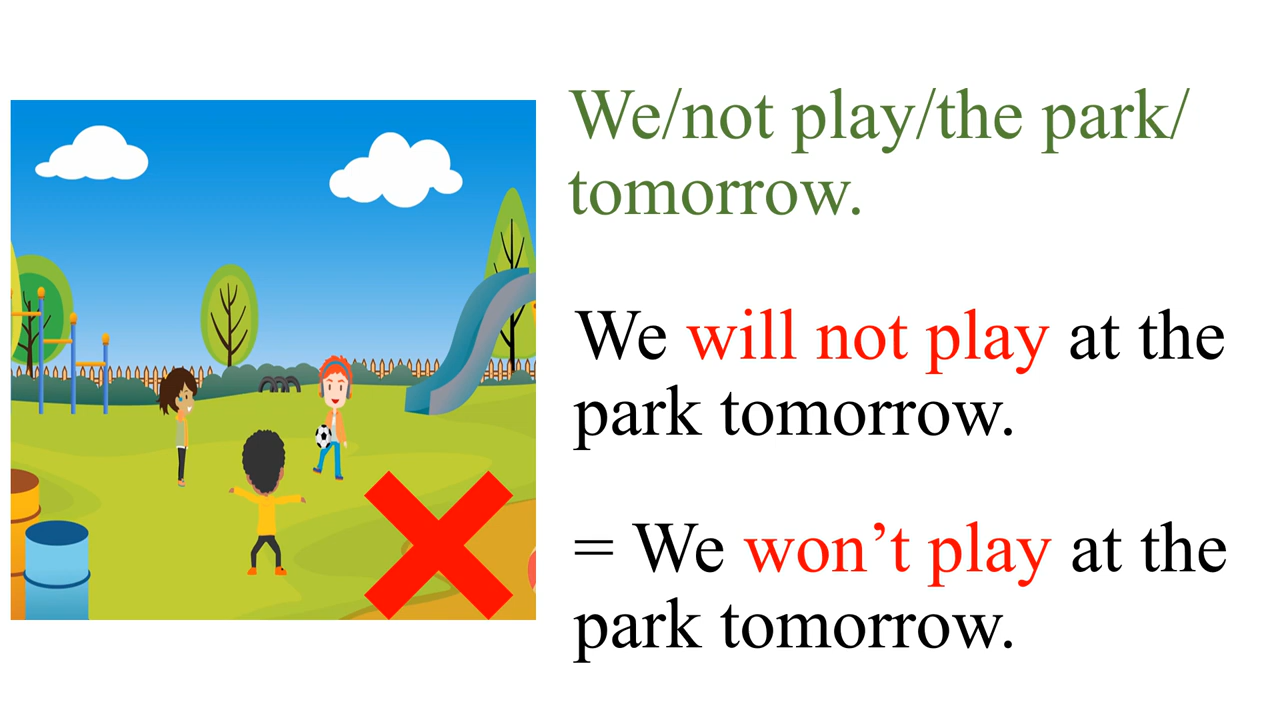 We/not play/the park/
tomorrow.
We will not play at the
park tomorrow.
= We won’t play at the
park tomorrow.